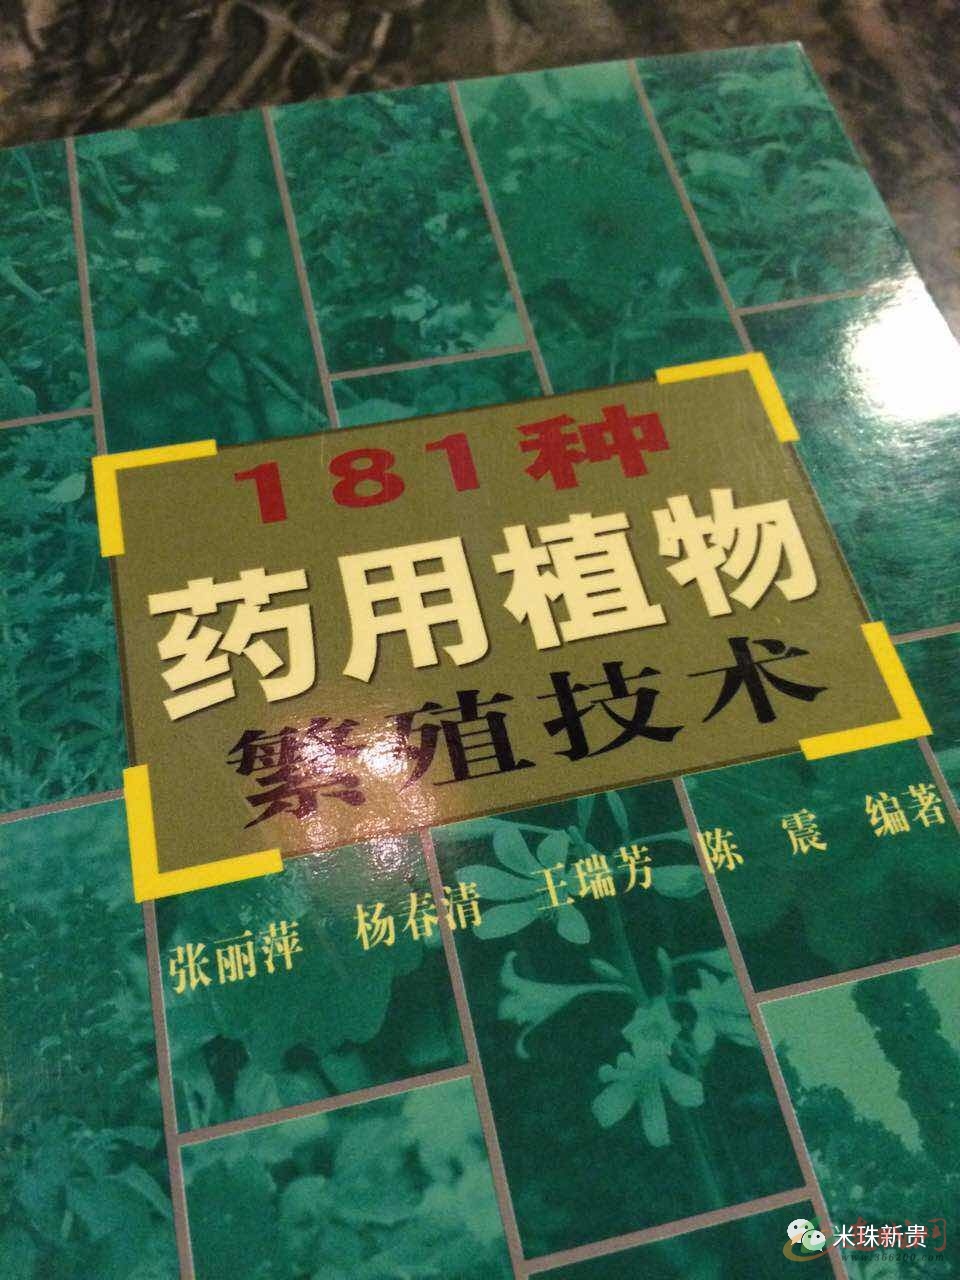 181种
药用植物
繁殖技术
张丽萍 杨春清 王瑞芳 陈震 编著
米珠新贵